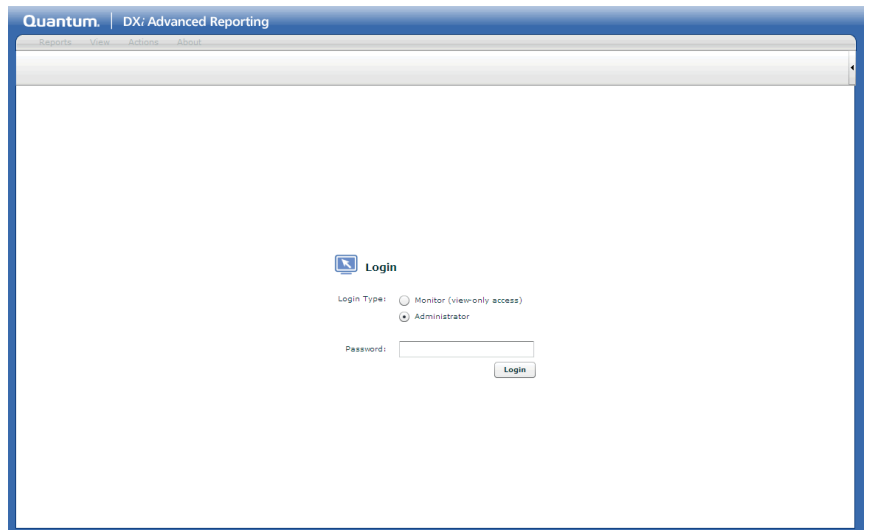 Quantum. DXi Advanced Reporting
Reports View Actions About
Login
Login Type: Monitor (view-only access)
Administrator
Password:
Login